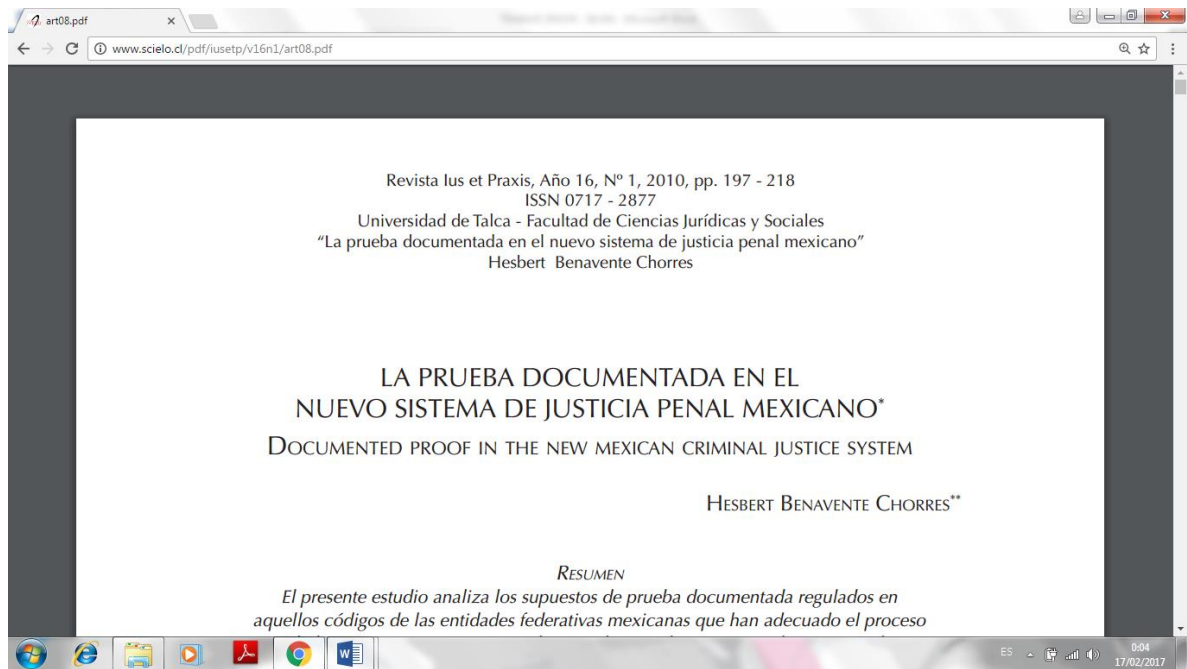 art08.pdf
www.scielo.cl/pdf/iusetp/v16n1/art08.pdf
Revista Ius et Praxis, Año 16, Nº 1, 2010, pp. 197 - 218
ISSN 0717 - 2877
Universidad de Talca - Facultad de Ciencias Jurídicas y Sociales
“La prueba documentada en el nuevo sistema de justicia penal mexicano”
Hesbert Benavente Chorres
LA PRUEBA DOCUMENTADA EN EL
NUEVO SISTEMA DE JUSTICIA PENAL MEXICANO*
DOCUMENTED PROOF IN THE NEW MEXICAN CRIMINAL JUSTICE SYSTEM
HESBERT BENAVENTE CHORRES**
RESUMEN
El presente estudio analiza los supuestos de prueba documentada regulados en
aquellos códigos de las entidades federativas mexicanas que han adecuado el proceso
ES
0:04
17/02/2017